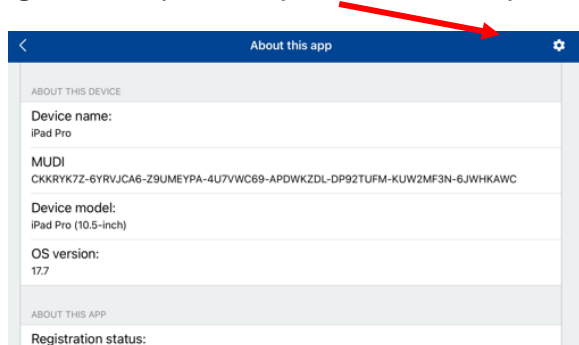 About this app
ABOUT THIS DEVICE
Device name:
iPad Pro
MUDI
CKKRYK7Z-6YRVJCA6-Z9UMEYPA-4U7VWC69-APDWKZDL-DP92TUFM-KUW2MF3N-6JWHKAWC
Device model:
iPad Pro (10.5-inch)
OS version:
17.7
ABOUT THIS APP
Registration status: